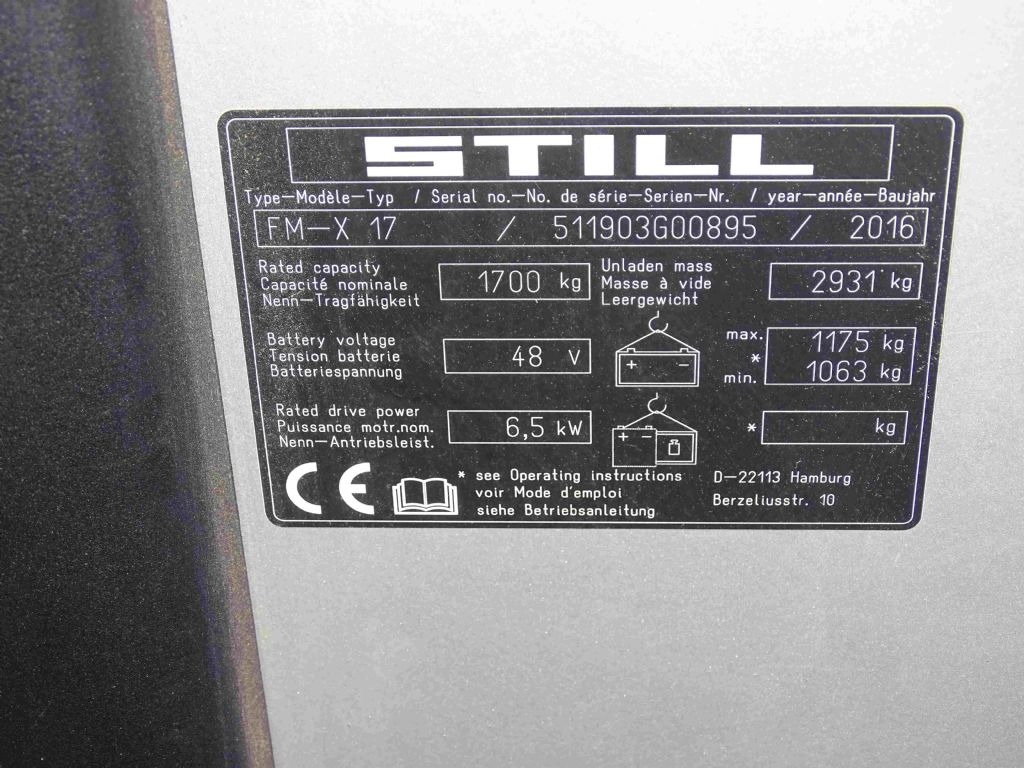 STILL
Type—Modèle—Typ / Serial no.—No. de série—Serien—Nr. / year—année—Baujahr
FM—X 17 / 511903G00895 / 2016
Rated capacity
Capacité nominale
Nenn—Tragfähigkeit
1700 kg
Unladen mass
Masse à vide
Leergewicht
2931 kg
Battery voltage
Tension batterie
Batteriespannung
48 V
+ −
max. 1175 kg
*
min. 1063 kg
Rated drive power
Puissance motr.nom.
Nenn—Antriebsleist.
6,5 kW
+ −
* kg
CE
* see Operating instructions
voir Mode d'emploi
siehe Betriebsanleitung
D—22113 Hamburg
Berzeliusstr. 10